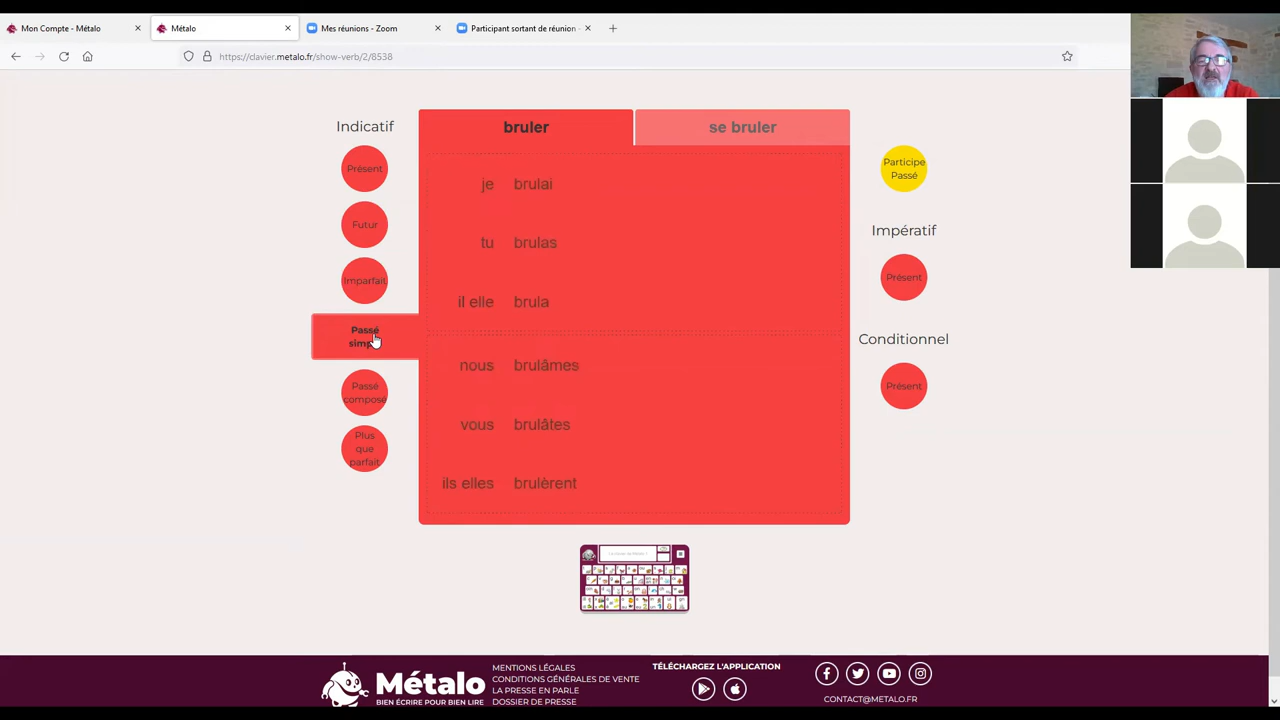 Mon Compte - Métalo
Métalo
Mes réunions - Zoom
Participant sortant de réunion -
https://davier.metalo.fr/show-verb/2/8538
Indicatif
Présent
Futur
Imparfait
Passé
Passé
composé
Plus
que
parfait
bruler
se bruler
je brulai
tu brulas
il elle brula
nous brulâmes
vous brulâtes
ils elles brulèrent
Participe
Passé
Impératif
Présent
Conditionnel
Présent
Métalo
BIEN ÉCRIRE POUR BIEN LIRE
MENTIONS LÉGALES
CONDITIONS GÉNÉRALES DE VENTE
LA PRESSE EN PARLE
DOSSIER DE PRESSE
TÉLÉCHARGEZ L'APPLICATION
CONTACT@METALO.FR